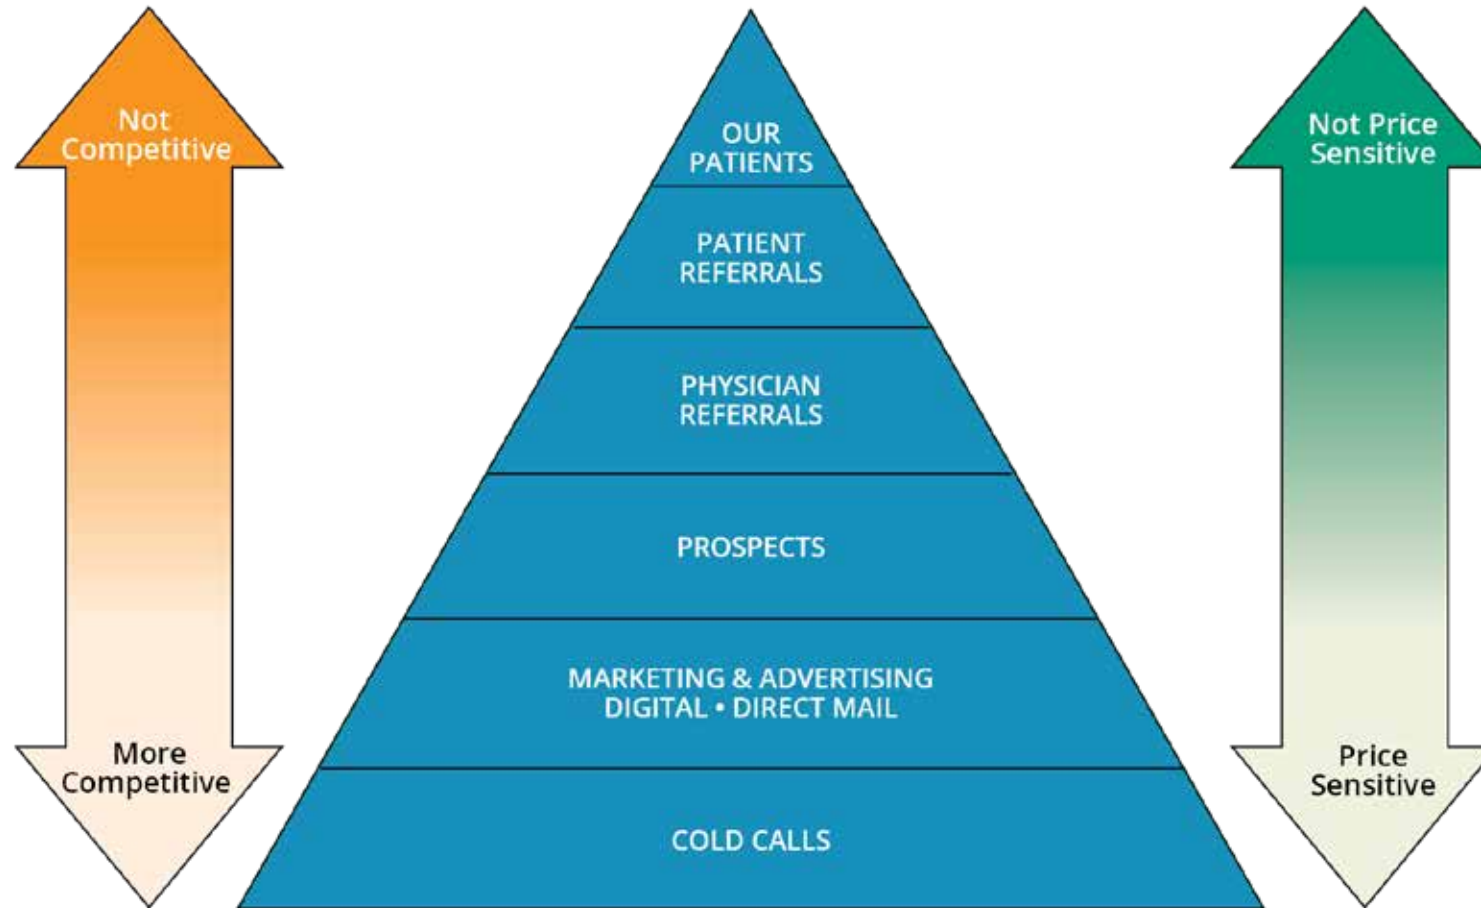 Not
Competitive
OUR
PATIENTS
Not Price
Sensitive
PATIENT
REFERRALS
PHYSICIAN
REFERRALS
PROSPECTS
MARKETING & ADVERTISING
DIGITAL • DIRECT MAIL
More
Competitive
Price
Sensitive
COLD CALLS